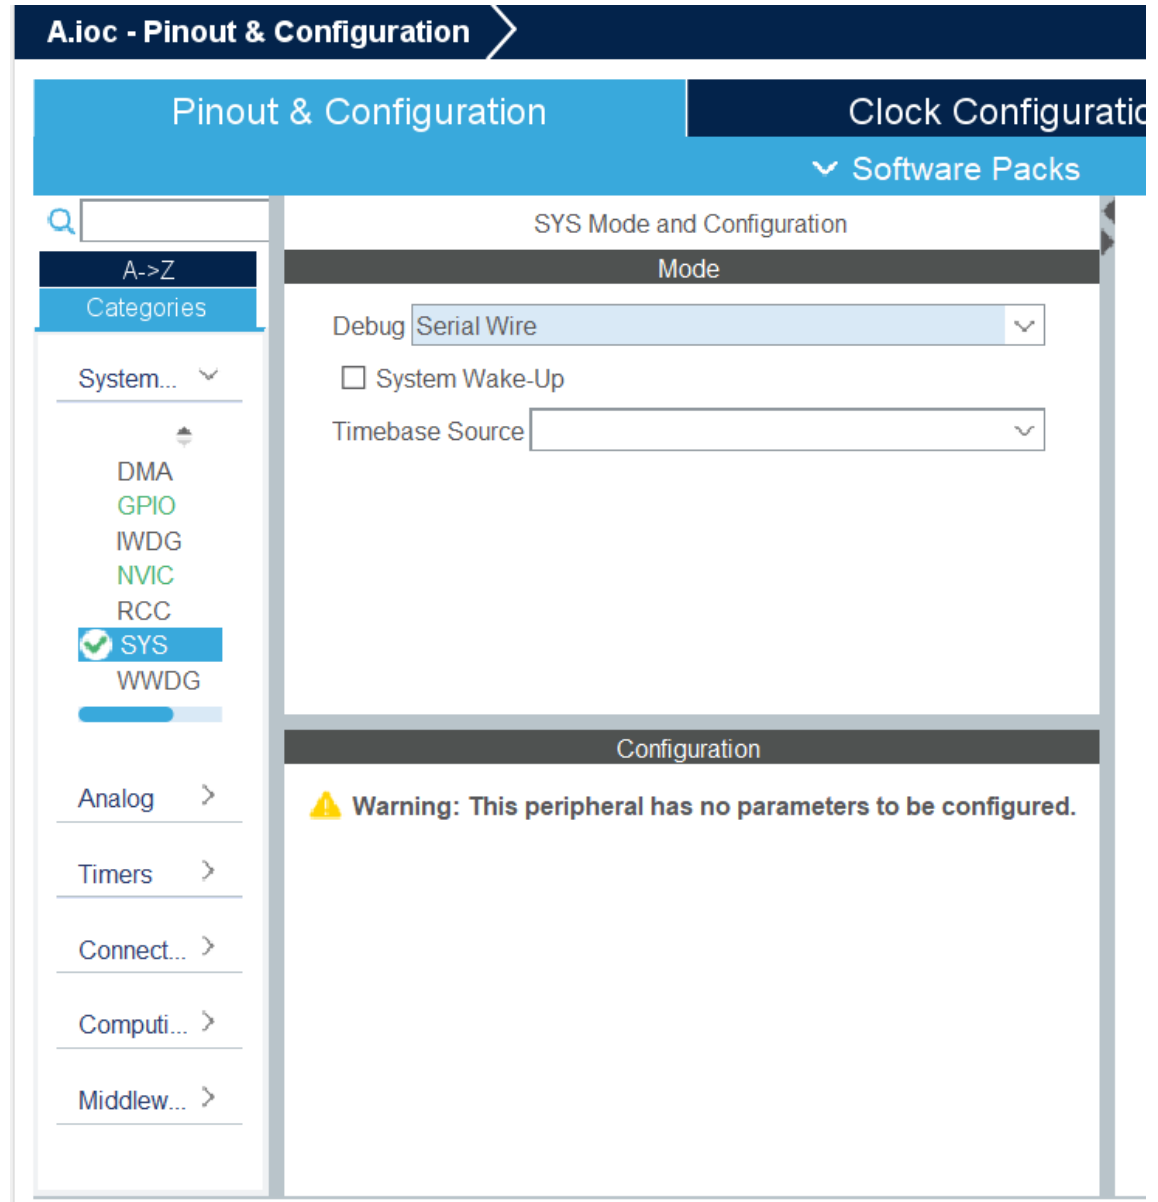 A.ioc - Pinout & Configuration
Pinout & Configuration
Clock Configuratio
Software Packs
SYS Mode and Configuration
A->Z
Mode
Categories
Debug Serial Wire
System...
System Wake-Up
Timebase Source
DMA
GPIO
IWDG
NVIC
RCC
SYS
WWDG
Configuration
Analog
Warning: This peripheral has no parameters to be configured.
Timers
Connect...
Computi...
Middlew...